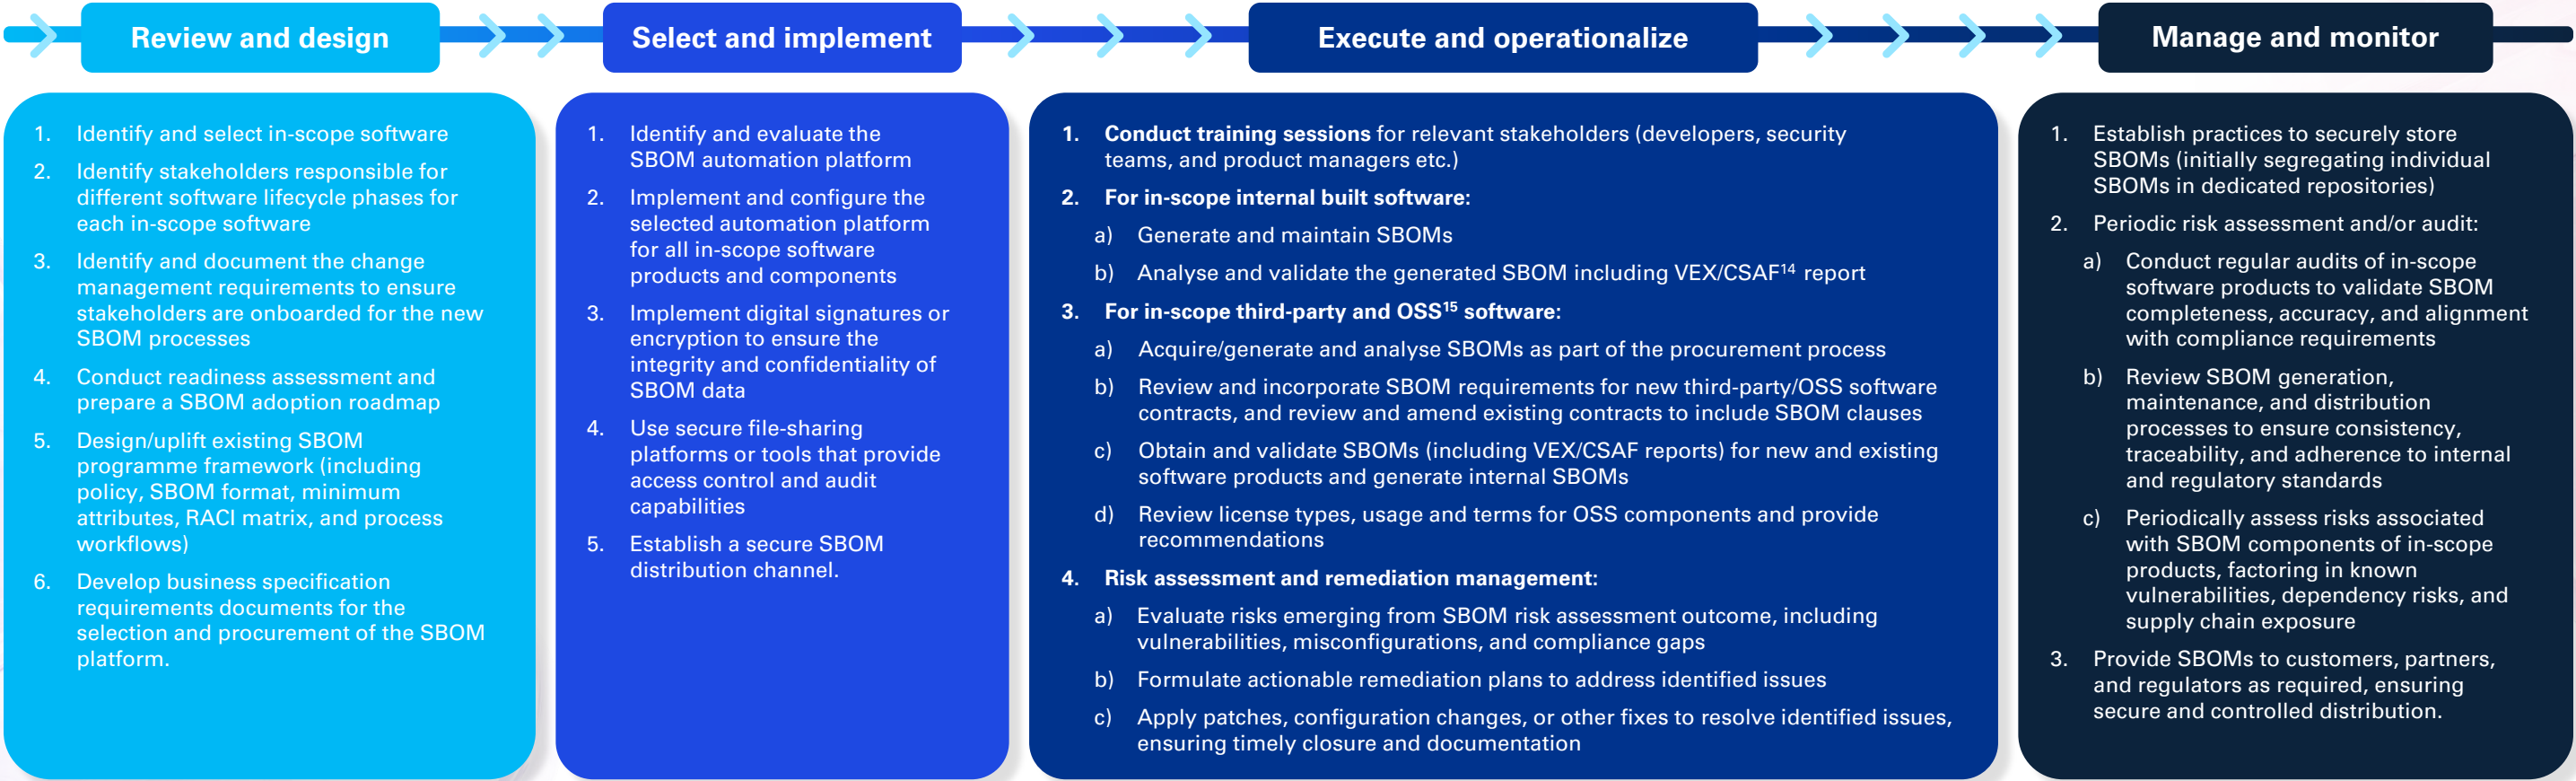 Review and design
Select and implement
Execute and operationalize
Manage and monitor
1. Identify and select in-scope software
2. Identify stakeholders responsible for
different software lifecycle phases for
each in-scope software
3. Identify and document the change
management requirements to ensure
stakeholders are onboarded for the new
SBOM processes
4. Conduct readiness assessment and
prepare a SBOM adoption roadmap
5. Design/uplift existing SBOM
programme framework (including
policy, SBOM format, minimum
attributes, RACI matrix, and process
workflows)
6. Develop business specification
requirements documents for the
selection and procurement of the SBOM
platform.
1. Identify and evaluate the
SBOM automation platform
2. Implement and configure the
selected automation platform
for all in-scope software
products and components
3. Implement digital signatures or
encryption to ensure the
integrity and confidentiality of
SBOM data
4. Use secure file-sharing
platforms or tools that provide
access control and audit
capabilities
5. Establish a secure SBOM
distribution channel.
1. Conduct training sessions for relevant stakeholders (developers, security
teams, and product managers etc.)
2. For in-scope internal built software:
a) Generate and maintain SBOMs
b) Analyse and validate the generated SBOM including VEX/CSAF¹⁴ report
3. For in-scope third-party and OSS¹⁵ software:
a) Acquire/generate and analyse SBOMs as part of the procurement process
b) Review and incorporate SBOM requirements for new third-party/OSS software
contracts, and review and amend existing contracts to include SBOM clauses
c) Obtain and validate SBOMs (including VEX/CSAF reports) for new and existing
software products and generate internal SBOMs
d) Review license types, usage and terms for OSS components and provide
recommendations
4. Risk assessment and remediation management:
a) Evaluate risks emerging from SBOM risk assessment outcome, including
vulnerabilities, misconfigurations, and compliance gaps
b) Formulate actionable remediation plans to address identified issues
c) Apply patches, configuration changes, or other fixes to resolve identified issues,
ensuring timely closure and documentation
1. Establish practices to securely store
SBOMs (initially segregating individual
SBOMs in dedicated repositories)
2. Periodic risk assessment and/or audit:
a) Conduct regular audits of in-scope
software products to validate SBOM
completeness, accuracy, and alignment
with compliance requirements
b) Review SBOM generation,
maintenance, and distribution
processes to ensure consistency,
traceability, and adherence to internal
and regulatory standards
c) Periodically assess risks associated
with SBOM components of in-scope
products, factoring in known
vulnerabilities, dependency risks, and
supply chain exposure
3. Provide SBOMs to customers, partners,
and regulators as required, ensuring
secure and controlled distribution.